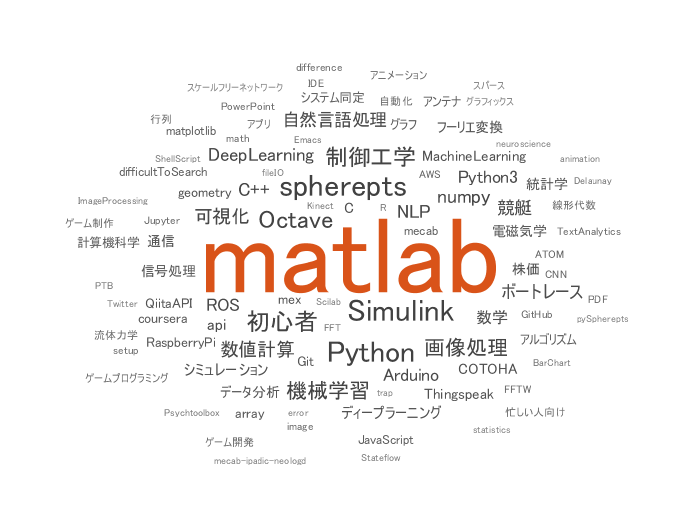 difference
アニメーション
スケールフリーネットワーク
IDE
スパース
システム同定
自動化
アンテナ
グラフィックス
PowerPoint
行列
アプリ
自然言語処理
グラフ
フーリエ変換
matplotlib
math
Emacs
neuroscience
ShellScript
DeepLearning
制御工学
MachineLearning
animation
difficultToSearch
fileIO
AWS
Python3
統計学
Delaunay
geometry
C++
spherepts
numpy
ImageProcessing
Kinect
C
R
NLP
競艇
線形代数
ゲーム制作
Jupyter
可視化
Octave
mecab
電磁気学
TextAnalytics
計算機科学
通信
matlab
ATOM
信号処理
株価
CNN
PTB
ボートレース
PDF
Twitter
QiitaAPI
ROS
mex
Scilab
Simulink
数学
GitHub
pySpherepts
coursera
api
初心者
FFT
流体力学
RaspberryPi
アルゴリズム
setup
数値計算
Git
Python
画像処理
BarChart
シミュレーション
Arduino
COTOHA
ゲームプログラミング
データ分析
機械学習
trap
Thingspeak
FFTW
Psychtoolbox
array
error
ディープラーニング
忙しい人向け
image
statistics
ゲーム開発
JavaScript
mecab-ipadic-neologd
Stateflow